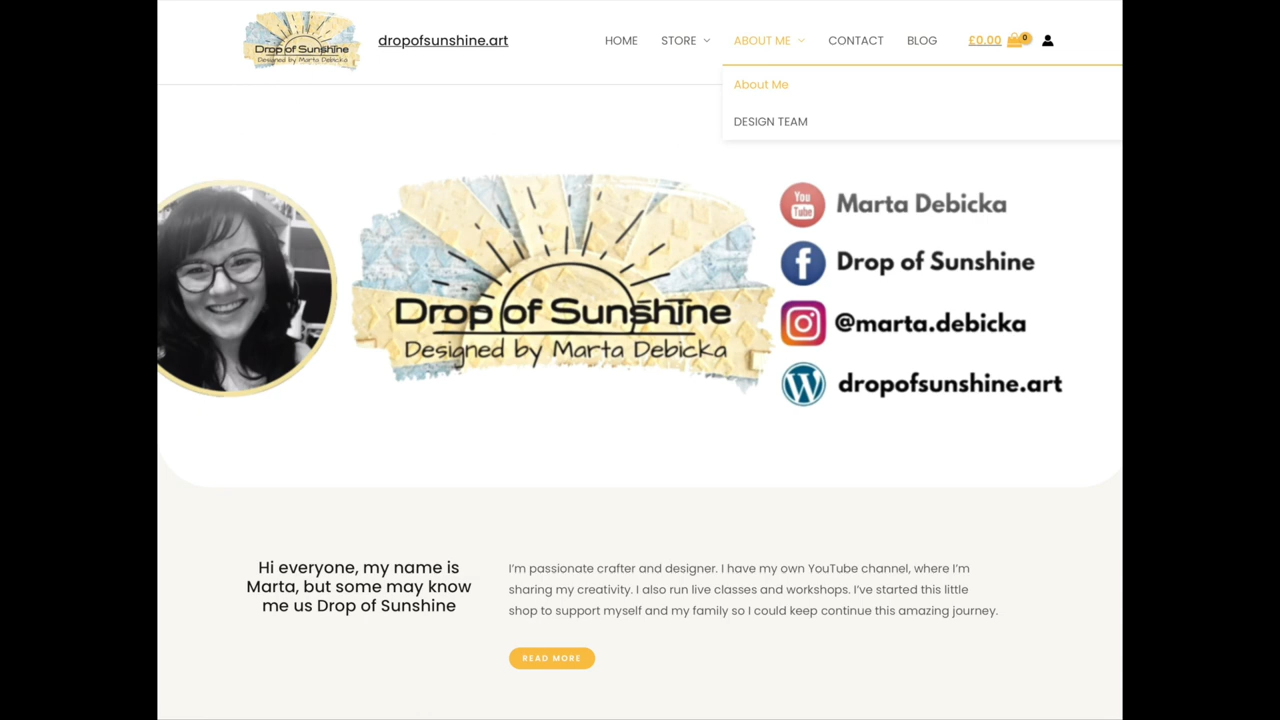 Drop of Sunshine
Designed by Marta Debicka
dropofsunshine.art
HOME
STORE
ABOUT ME
CONTACT
BLOG
£0.00
0
About Me
DESIGN TEAM
Drop of Sunshine
Designed by Marta Debicka
You
Tube
Marta Debicka
Drop of Sunshine
@marta.debicka
dropofsunshine.art
Hi everyone, my name is
Marta, but some may know
me us Drop of Sunshine
I’m passionate crafter and designer. I have my own YouTube channel, where I’m
sharing my creativity. I also run live classes and workshops. I’ve started this little
shop to support myself and my family so I could keep continue this amazing journey.
READ MORE